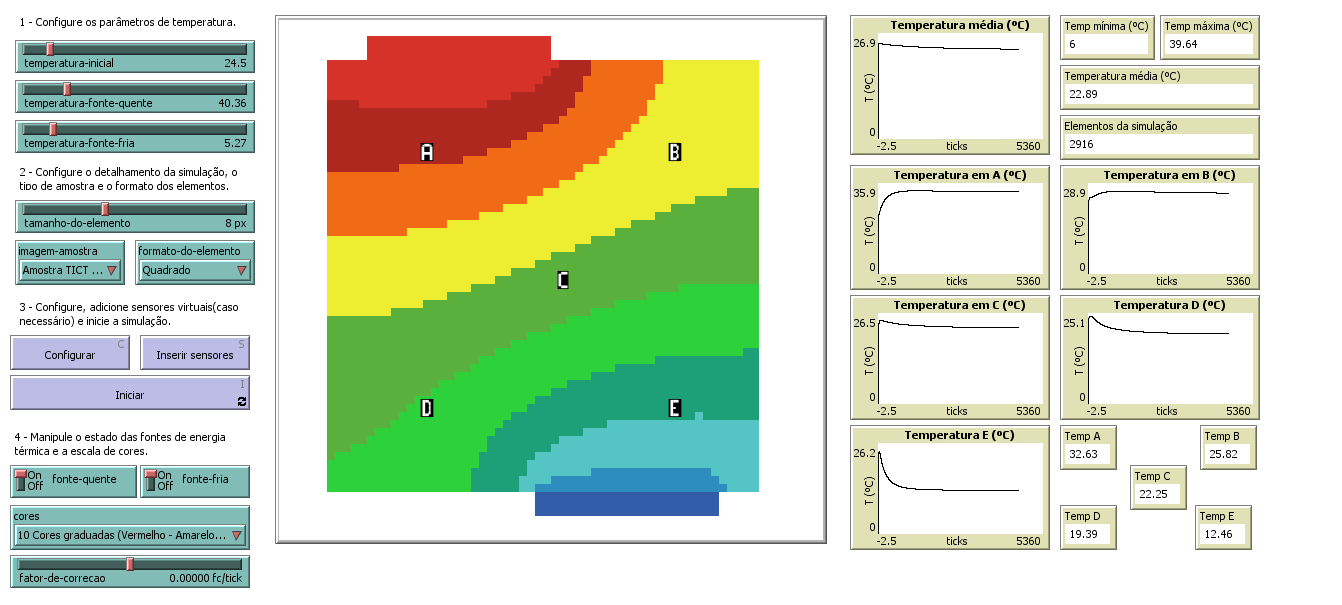 1 - Configure os parâmetros de temperatura.
temperatura-inicial 24.5
temperatura-fonte-quente 40.36
temperatura-fonte-fria 5.27
2 - Configure o detalhamento da simulação, o
tipo de amostra e o formato dos elementos.
tamanho-do-elemento 8 px
imagem-amostra
Amostra TICT ...
formato-do-elemento
Quadrado
3 - Configure, adicione sensores virtuais(caso
necessário) e inicie a simulação.
Configurar C
Inserir sensores S
Iniciar I
4 - Manipule o estado das fontes de energia
térmica e a escala de cores.
On
Off
fonte-quente
On
Off
fonte-fria
cores
10 Cores graduadas (Vermelho - Amarelo...
fator-de-correcao 0.00000 fc/tick
A
B
C
D
E
Temperatura média (ºC)
26.9
T (ºC)
0
-2.5 ticks 5360
Temp mínima (ºC)
6
Temp máxima (ºC)
39.64
Temperatura média (ºC)
22.89
Elementos da simulação
2916
Temperatura em A (ºC)
35.9
T (ºC)
0
-2.5 ticks 5360
Temperatura em B (ºC)
28.9
T (ºC)
0
-2.5 ticks 5360
Temperatura em C (ºC)
26.5
T (ºC)
0
-2.5 ticks 5360
Temperatura D (ºC)
25.1
T (ºC)
0
-2.5 ticks 5360
Temperatura E (ºC)
26.2
T (ºC)
0
-2.5 ticks 5360
Temp A
32.63
Temp B
25.82
Temp C
22.25
Temp D
19.39
Temp E
12.46